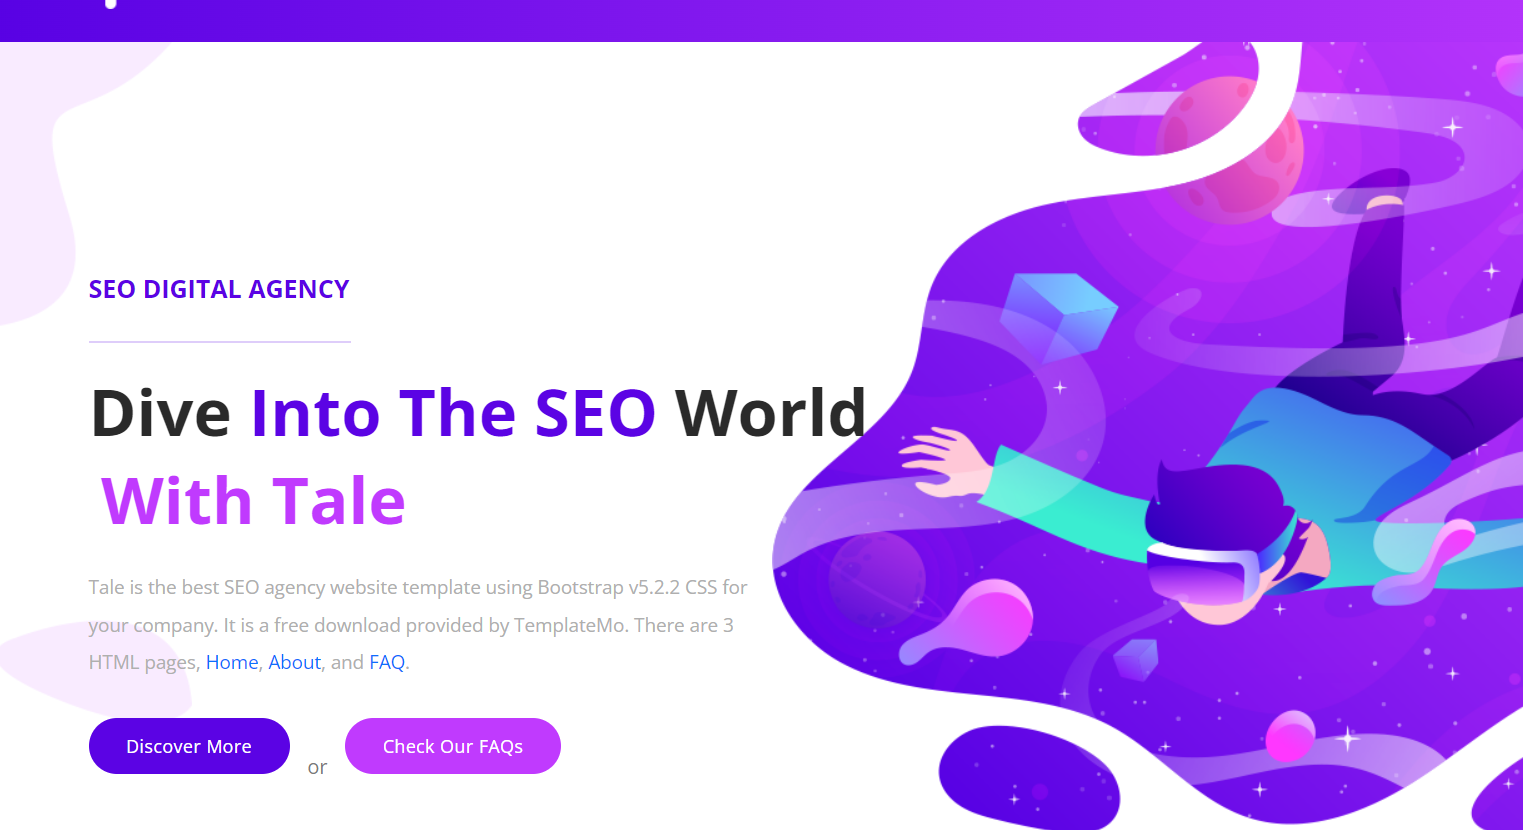 SEO DIGITAL AGENCY
Dive Into The SEO World
With Tale
Tale is the best SEO agency website template using Bootstrap v5.2.2 CSS for
your company. It is a free download provided by TemplateMo. There are 3
HTML pages, Home, About, and FAQ.
Discover More or Check Our FAQs